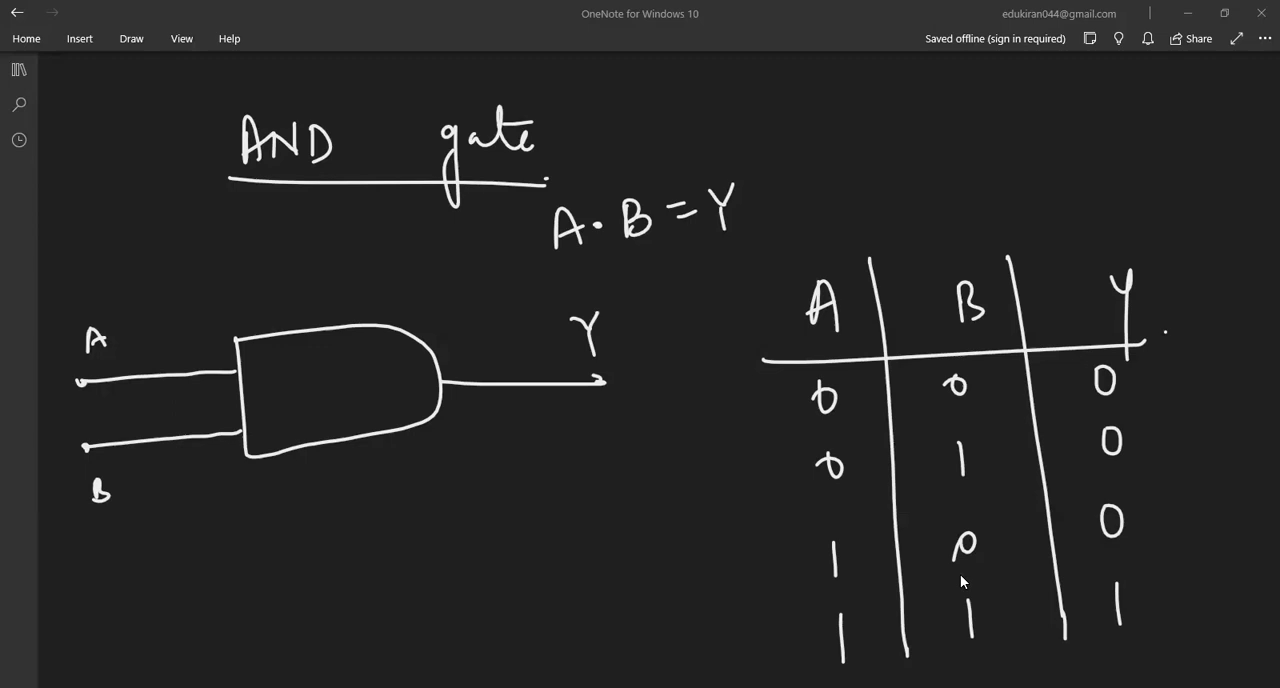 OneNote for Windows 10
edukiran044@gmail.com
Home Insert Draw View Help
Saved offline (sign in required)
Share
AND gate
A . B = Y
A
Y
B
A B Y
0 0 0
0 1 0
1 0 0
1 1 1